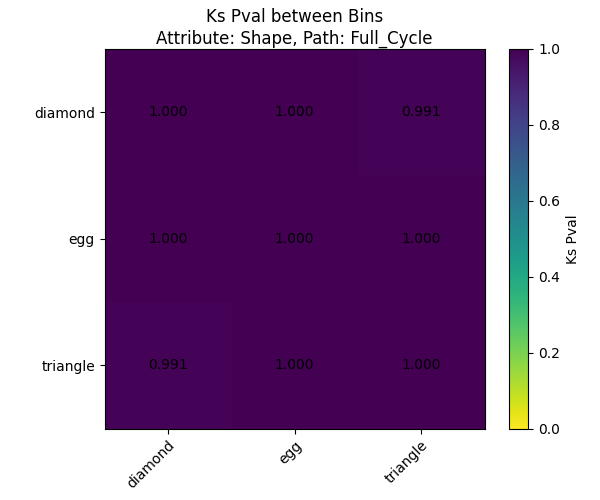 Ks Pval between Bins
Attribute: Shape, Path: Full_Cycle
diamond
1.000 1.000 0.991
egg
1.000 1.000 1.000
triangle
0.991 1.000 1.000
diamond
egg
triangle
1.0
0.8
0.6
0.4
0.2
0.0
Ks Pval